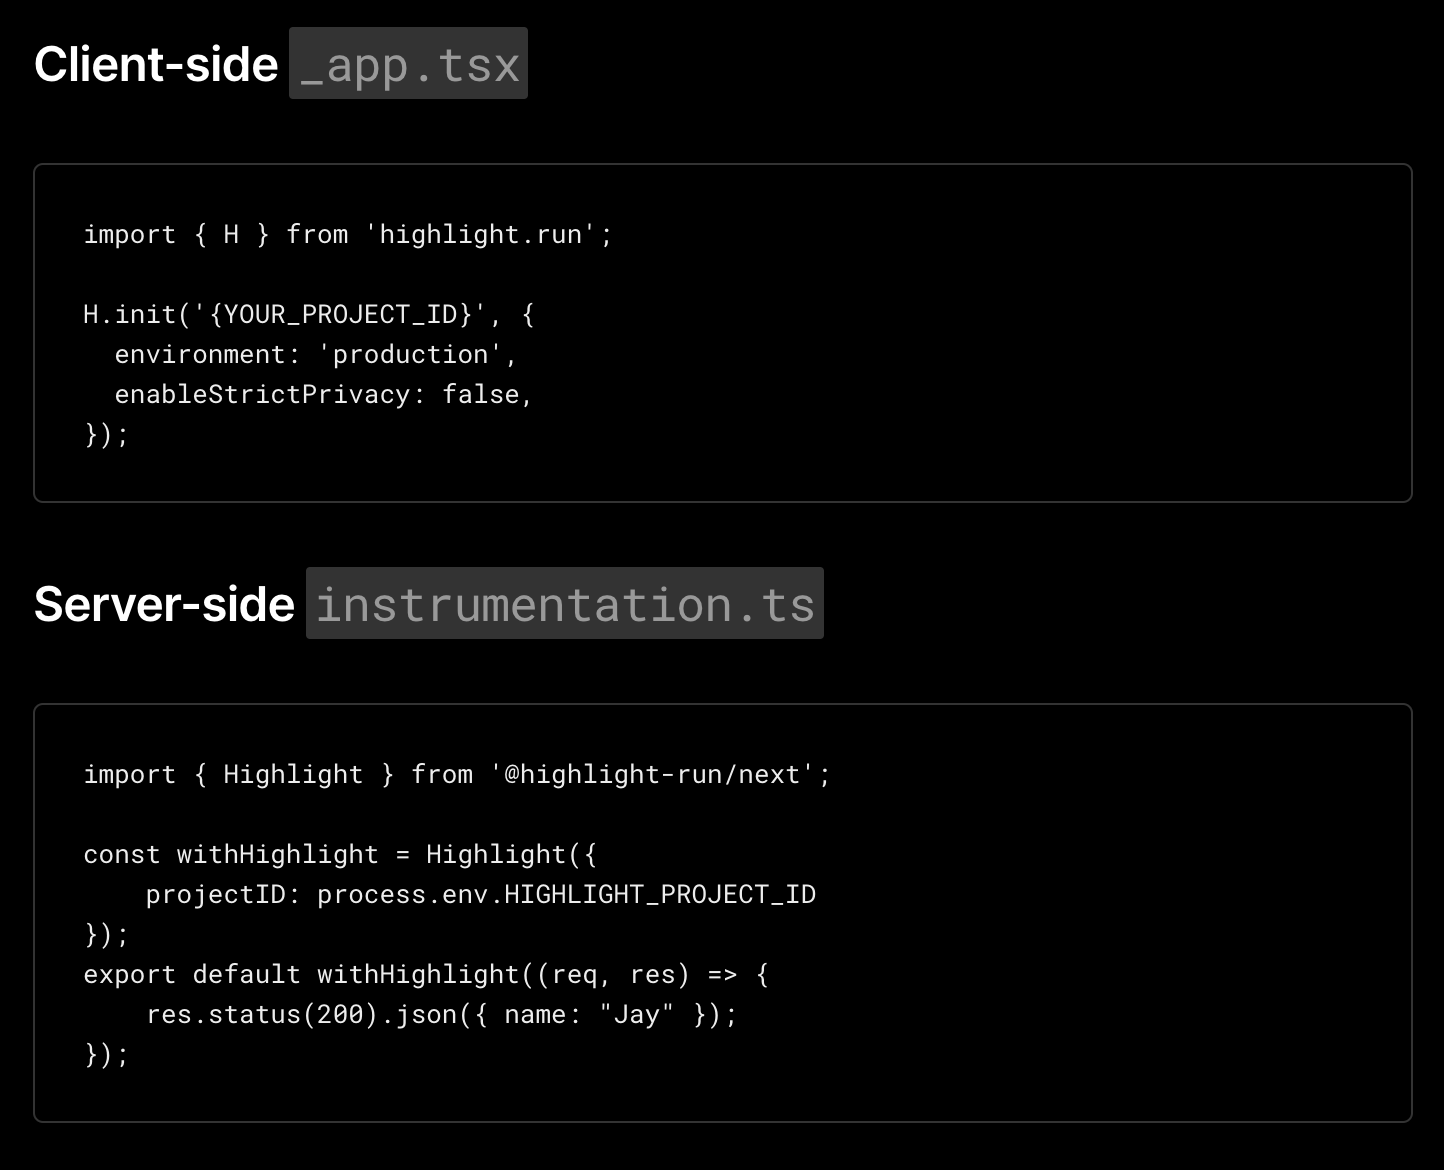 Client-side _app.tsx
import { H } from 'highlight.run';
H.init('{YOUR_PROJECT_ID}', {
  environment: 'production',
  enableStrictPrivacy: false,
});
Server-side instrumentation.ts
import { Highlight } from '@highlight-run/next';
const withHighlight = Highlight({
    projectID: process.env.HIGHLIGHT_PROJECT_ID
});
export default withHighlight((req, res) => {
    res.status(200).json({ name: "Jay" });
});